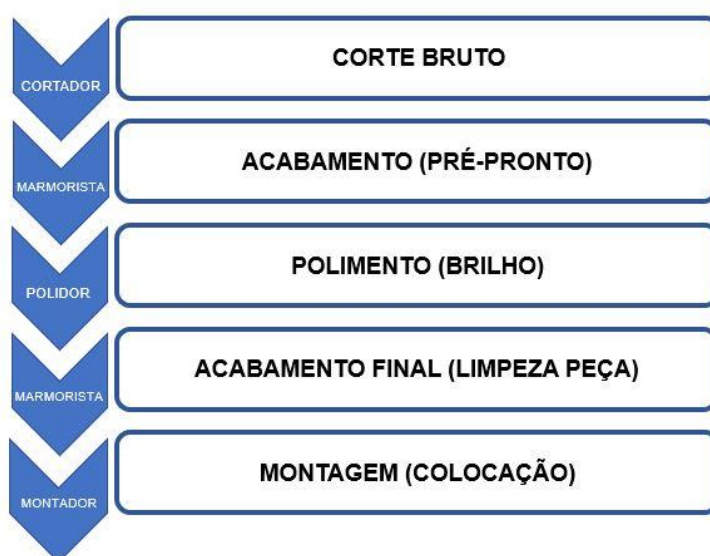 CORTADOR
CORTE BRUTO
MARMORISTA
ACABAMENTO (PRÉ-PRONTO)
POLIDOR
POLIMENTO (BRILHO)
MARMORISTA
ACABAMENTO FINAL (LIMPEZA PEÇA)
MONTADOR
MONTAGEM (COLOCAÇÃO)